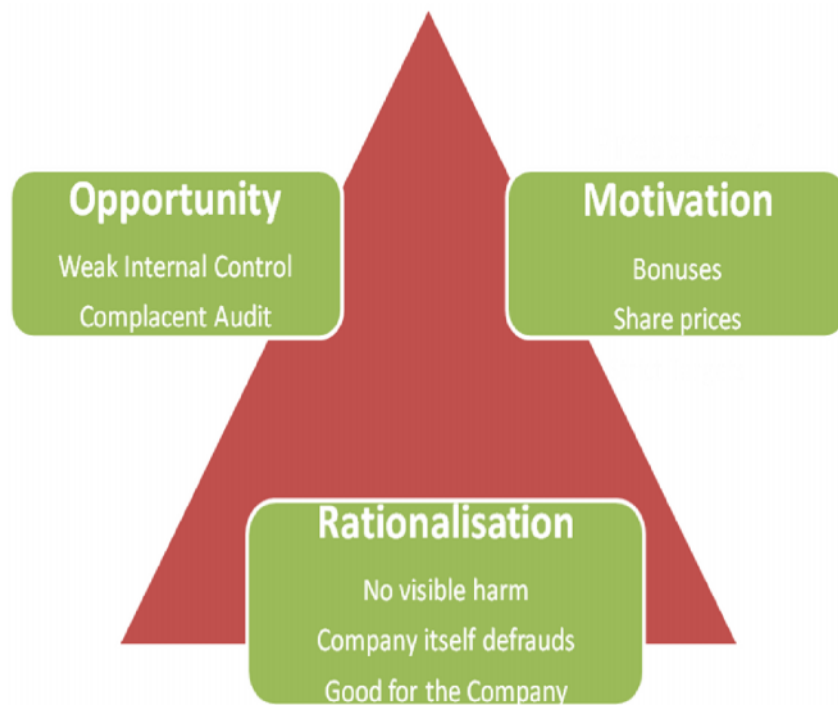 Opportunity
Weak Internal Control
Complacent Audit
Motivation
Bonuses
Share prices
Rationalisation
No visible harm
Company itself defrauds
Good for the Company